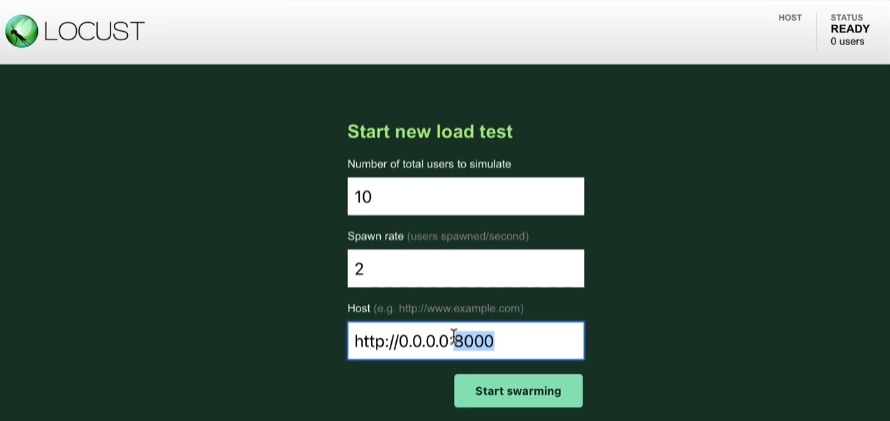 LOCUST
HOST
STATUS
READY
0 users
Start new load test
Number of total users to simulate
10
Spawn rate (users spawned/second)
2
Host (e.g. http://www.example.com)
http://0.0.0.0:8000
Start swarming